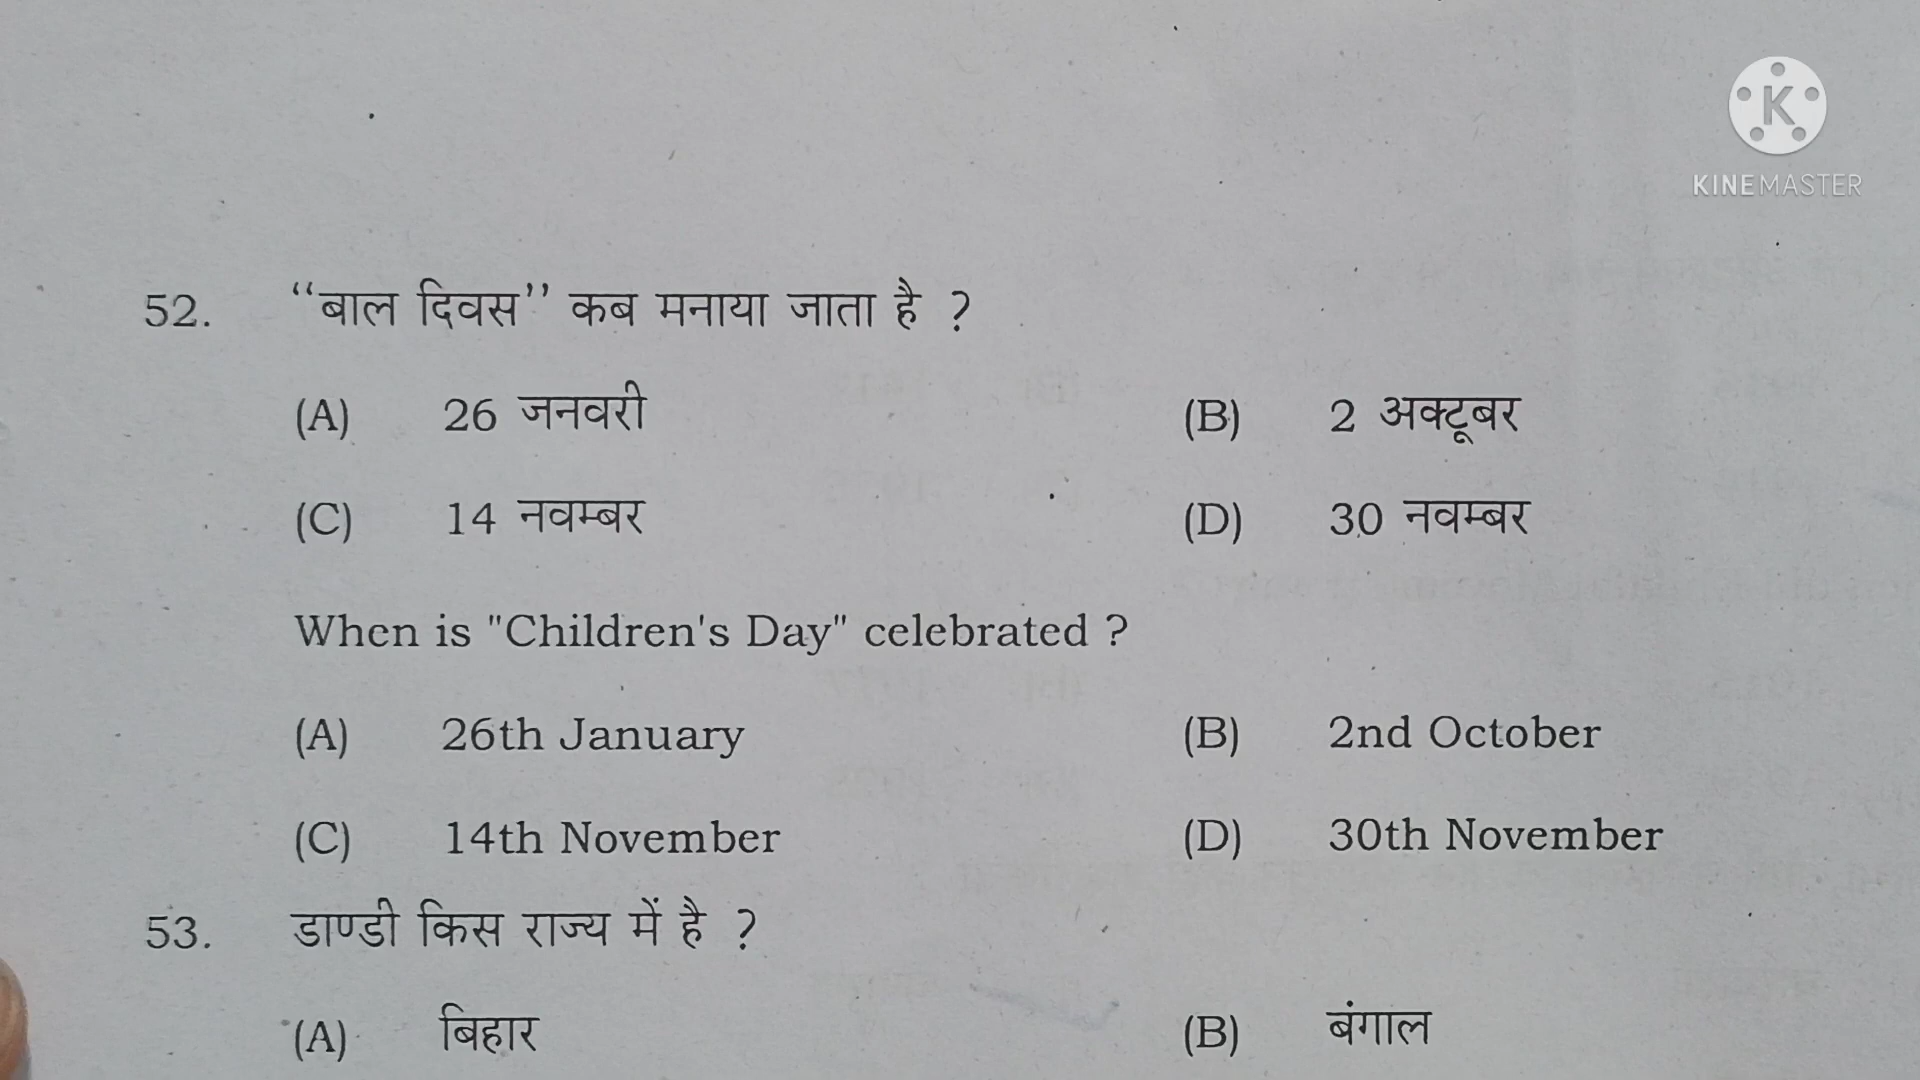 K
KINEMASTER
52. ‘‘बाल दिवस’’ कब मनाया जाता है ?
(A) 26 जनवरी (B) 2 अक्टूबर
(C) 14 नवम्बर (D) 30 नवम्बर
When is "Children's Day" celebrated ?
(A) 26th January (B) 2nd October
(C) 14th November (D) 30th November
53. डाण्डी किस राज्य में है ?
(A) बिहार (B) बंगाल